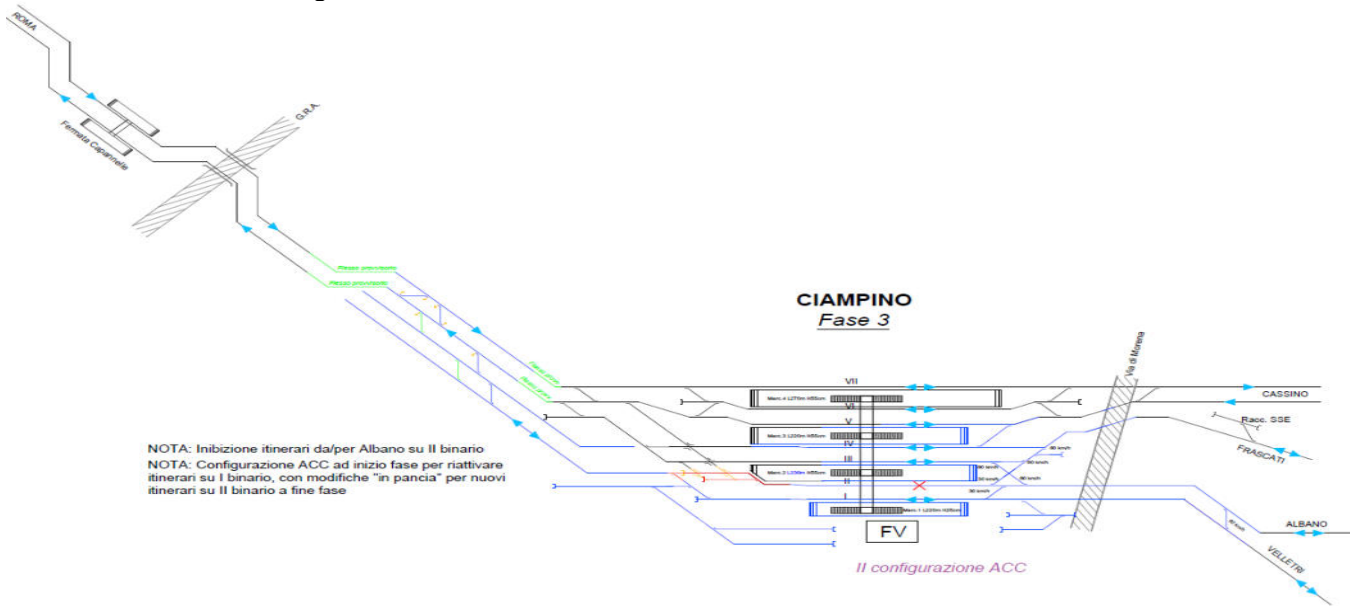 ROMA
Fermata Capannelle
G.R.A.
CIAMPINO
Fase 3
Via di Morena
VII
CASSINO
VI
V
Racc. SSE
IV
FRASCATI
III
II
I
NOTA: Inibizione itinerari da/per Albano su II binario
NOTA: Configurazione ACC ad inizio fase per riattivare
itinerari su I binario, con modifiche "in pancia" per nuovi
itinerari su II binario a fine fase
FV
ALBANO
VELLETRI
II configurazione ACC